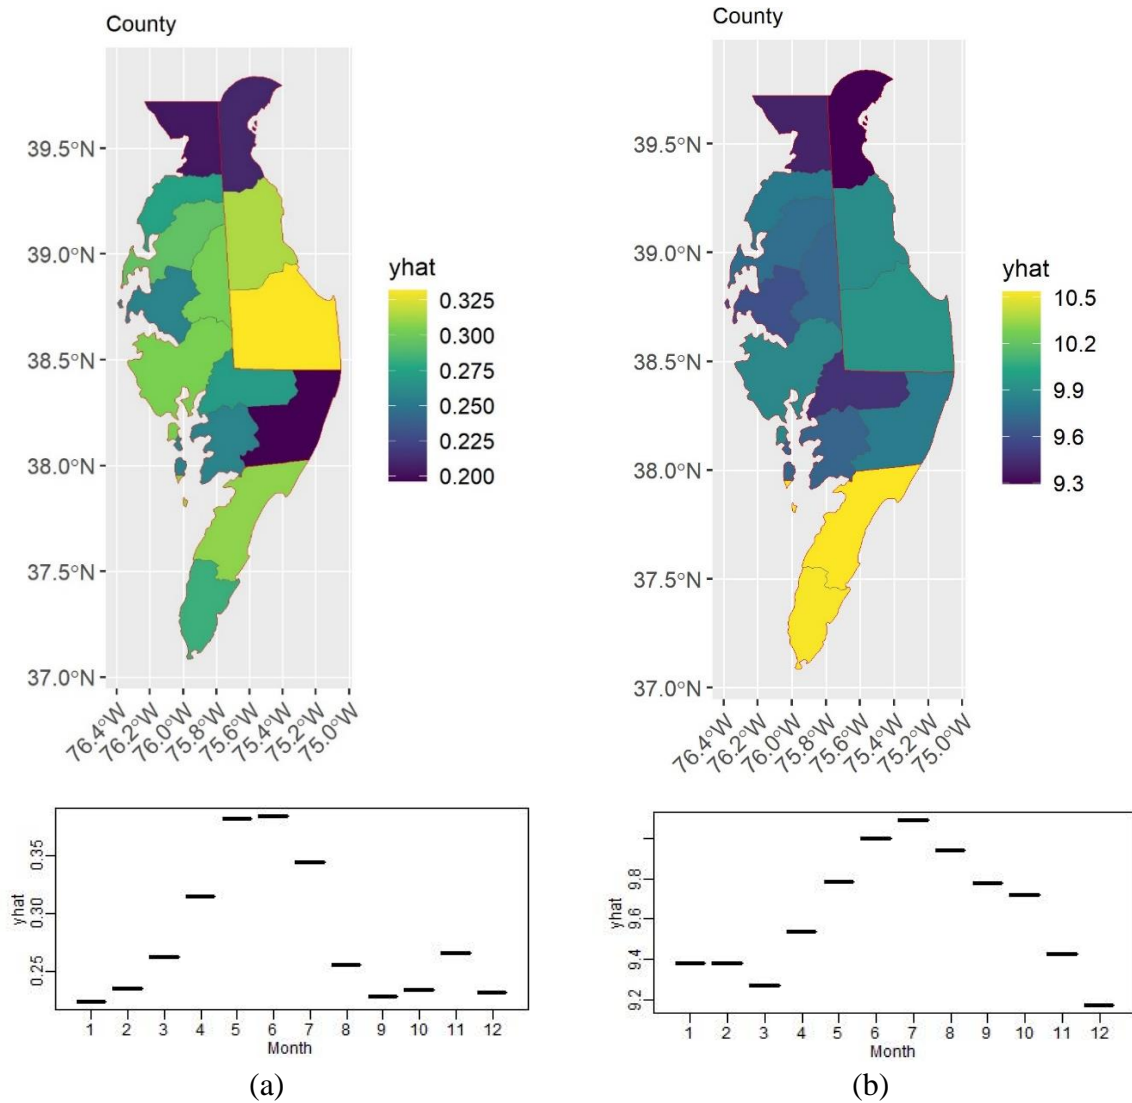 County
39.5°N
39.0°N
38.5°N
38.0°N
37.5°N
37.0°N
76.4°W
76.2°W
76.0°W
75.8°W
75.6°W
75.4°W
75.2°W
75.0°W
yhat
0.325
0.300
0.275
0.250
0.225
0.200
County
39.5°N
39.0°N
38.5°N
38.0°N
37.5°N
37.0°N
76.4°W
76.2°W
76.0°W
75.8°W
75.6°W
75.4°W
75.2°W
75.0°W
yhat
10.5
10.2
9.9
9.6
9.3
yhat
0.35
0.30
0.25
1 2 3 4 5 6 7 8 9 10 11 12
Month
(a)
yhat
9.8
9.6
9.4
9.2
1 2 3 4 5 6 7 8 9 10 11 12
Month
(b)